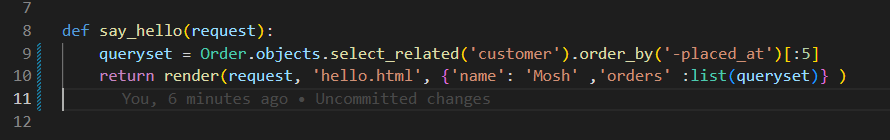 7
8 def say_hello(request):
9 queryset = Order.objects.select_related('customer').order_by('-placed_at')[:5]
10 return render(request, 'hello.html', {'name': 'Mosh' ,'orders' :list(queryset)} )
11 You, 6 minutes ago • Uncommitted changes
12